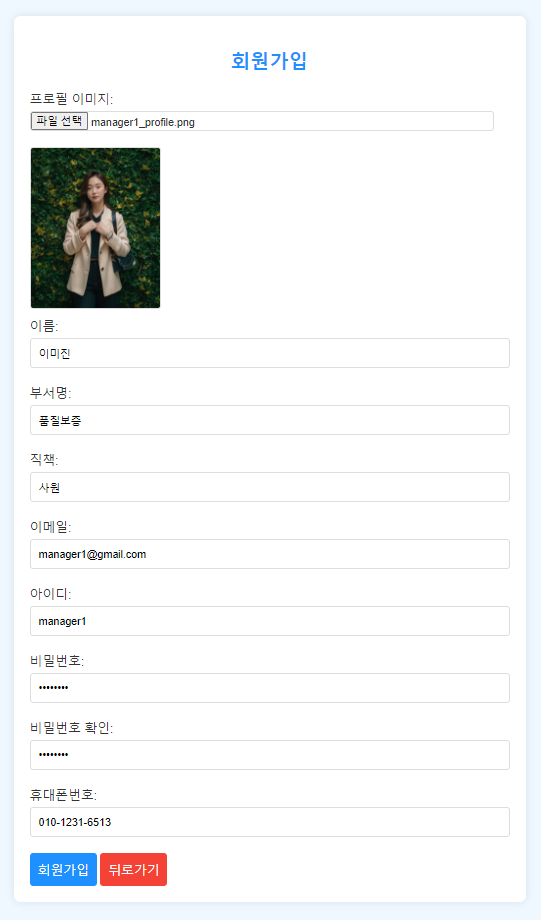 회원가입
프로필 이미지:
파일 선택 manager1_profile.png
이름:
이미진
부서명:
품질보증
직책:
사원
이메일:
manager1@gmail.com
아이디:
manager1
비밀번호:
••••••••
비밀번호 확인:
••••••••
휴대폰번호:
010-1231-6513
회원가입 뒤로가기